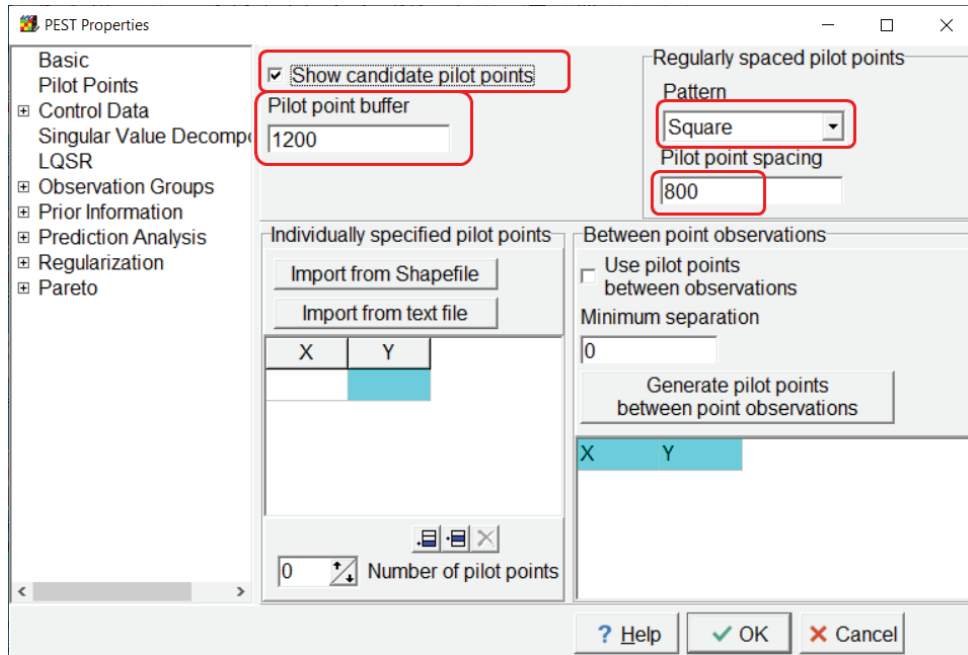 PEST Properties
Basic
Pilot Points
Control Data
Singular Value Decompo
LQSR
Observation Groups
Prior Information
Prediction Analysis
Regularization
Pareto
Show candidate pilot points
Pilot point buffer
1200
Regularly spaced pilot points
Pattern
Square
Pilot point spacing
800
Individually specified pilot points
Import from Shapefile
Import from text file
X Y
0 Number of pilot points
Between point observations
Use pilot points
between observations
Minimum separation
0
Generate pilot points
between point observations
X Y
? Help
OK
Cancel